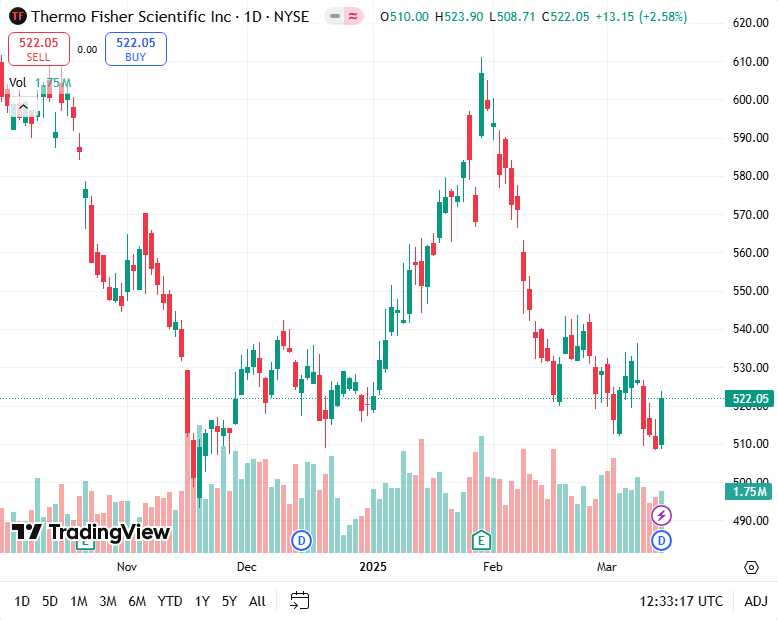 TF Thermo Fisher Scientific Inc · 1D · NYSE O510.00 H523.90 L508.71 C522.05 +13.15 (+2.58%)
522.05 SELL 0.00 522.05 BUY
Vol 1.75M
620.00
610.00
600.00
590.00
580.00
570.00
560.00
550.00
540.00
530.00
522.05
520.00
510.00
500.00
1.75M
490.00
TradingView
E D E D
Nov Dec 2025 Feb Mar
1D 5D 1M 3M 6M YTD 1Y 5Y All 12:33:17 UTC ADJ